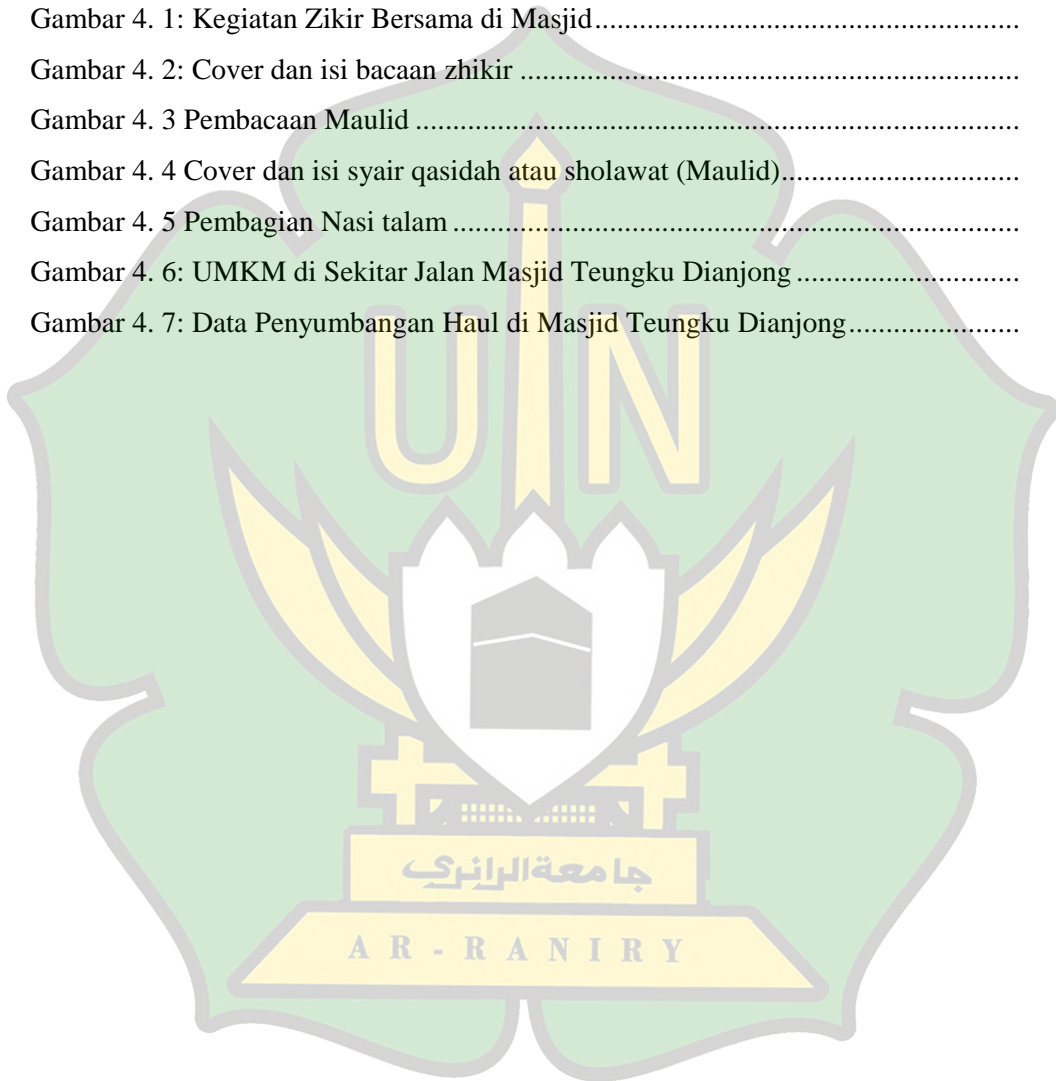 Gambar 4. 1: Kegiatan Zikir Bersama di Masjid.........................................................
Gambar 4. 2: Cover dan isi bacaan zhikir ...................................................................
Gambar 4. 3 Pembacaan Maulid .................................................................................
Gambar 4. 4 Cover dan isi syair qasidah atau sholawat (Maulid)................................
Gambar 4. 5 Pembagian Nasi talam ............................................................................
Gambar 4. 6: UMKM di Sekitar Jalan Masjid Teungku Dianjong ..............................
Gambar 4. 7: Data Penyumbangan Haul di Masjid Teungku Dianjong.......................
UIN
جامعةالرانري
AR-RANIRY